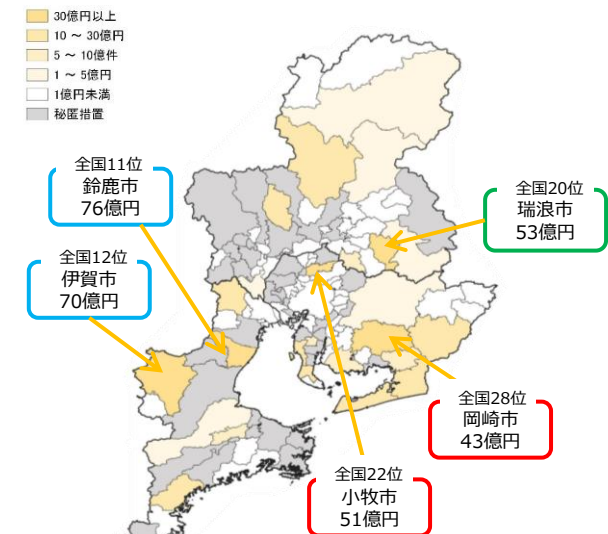 30億円以上
10 ～ 30億円
5 ～ 10億件
1 ～ 5億円
1億円未満
秘匿措置
全国11位
鈴鹿市
76億円
全国20位
瑞浪市
53億円
全国12位
伊賀市
70億円
全国28位
岡崎市
43億円
全国22位
小牧市
51億円